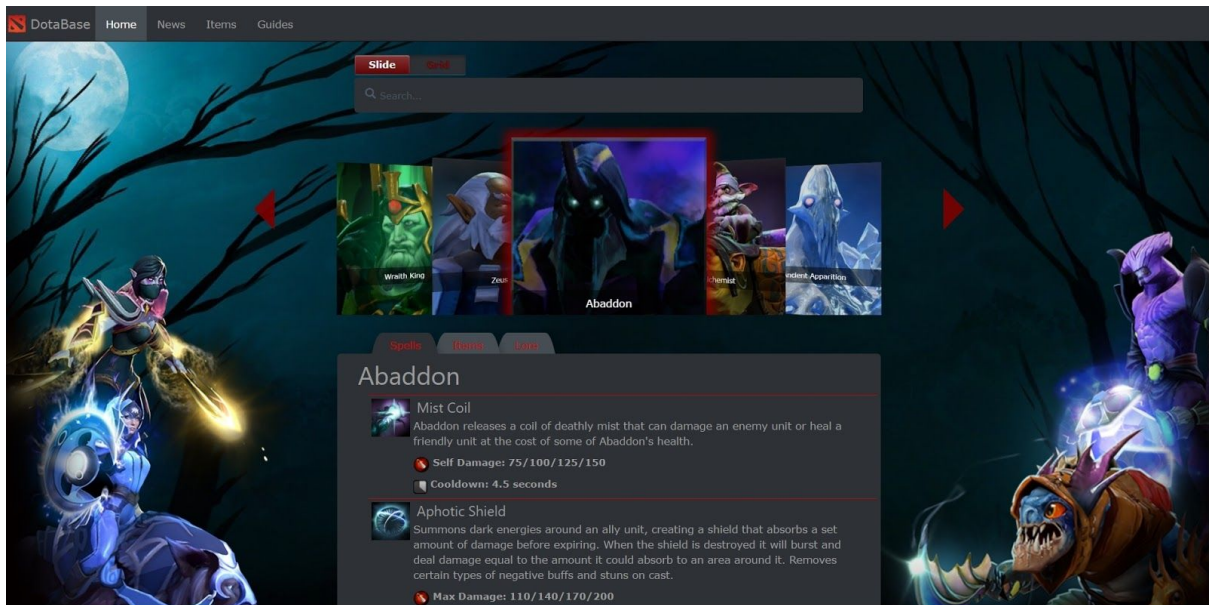 DotaBase Home News Items Guides
Slide Grid
Search...
Wraith King
Zeus
Abaddon
chemist
ncient Apparition
Spells Items Lore
Abaddon
Mist Coil
Abaddon releases a coil of deathly mist that can damage an enemy unit or heal a
friendly unit at the cost of some of Abaddon's health.
Self Damage: 75/100/125/150
Cooldown: 4.5 seconds
Aphotic Shield
Summons dark energies around an ally unit, creating a shield that absorbs a set
amount of damage before expiring. When the shield is destroyed it will burst and
deal damage equal to the amount it could absorb to an area around it. Removes
certain types of negative buffs and stuns on cast.
Max Damage: 110/140/170/200